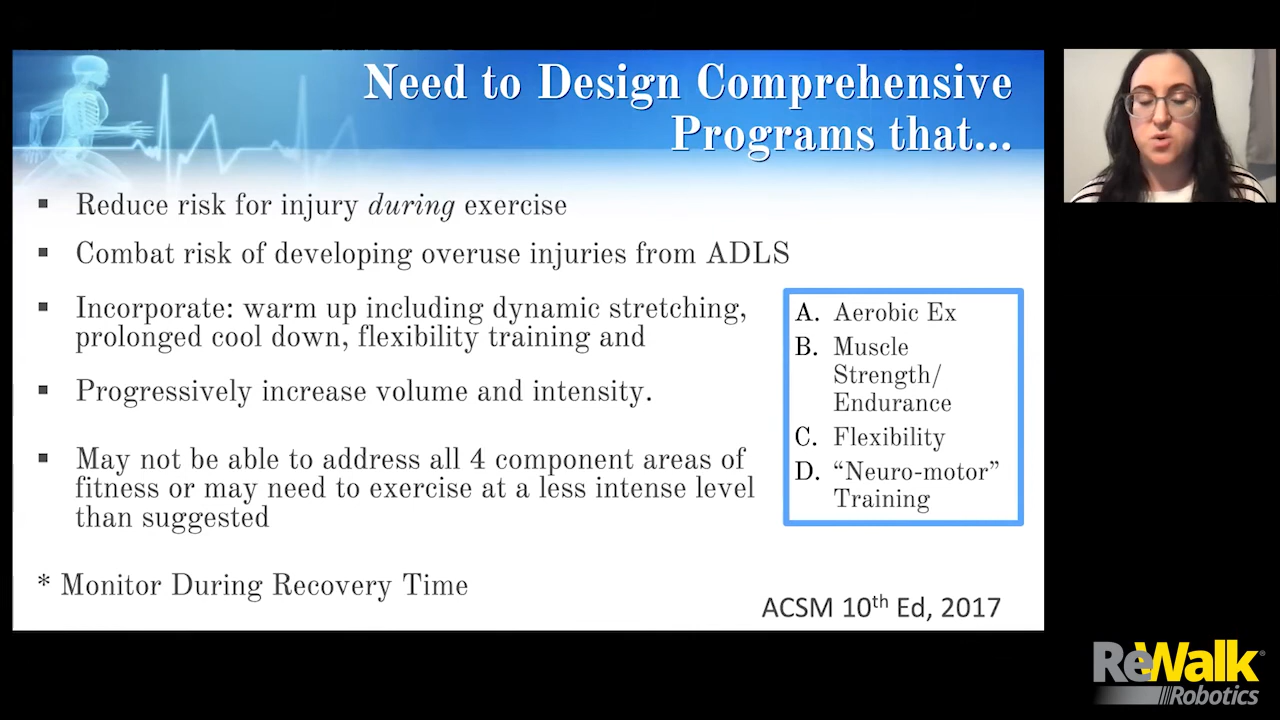 Need to Design Comprehensive
Programs that...
▪ Reduce risk for injury during exercise
▪ Combat risk of developing overuse injuries from ADLS
▪ Incorporate: warm up including dynamic stretching,
prolonged cool down, flexibility training and
▪ Progressively increase volume and intensity.
▪ May not be able to address all 4 component areas of
fitness or may need to exercise at a less intense level
than suggested
* Monitor During Recovery Time
A. Aerobic Ex
B. Muscle
Strength/
Endurance
C. Flexibility
D. “Neuro-motor”
Training
ACSM 10th Ed, 2017
ReWalk®
Robotics